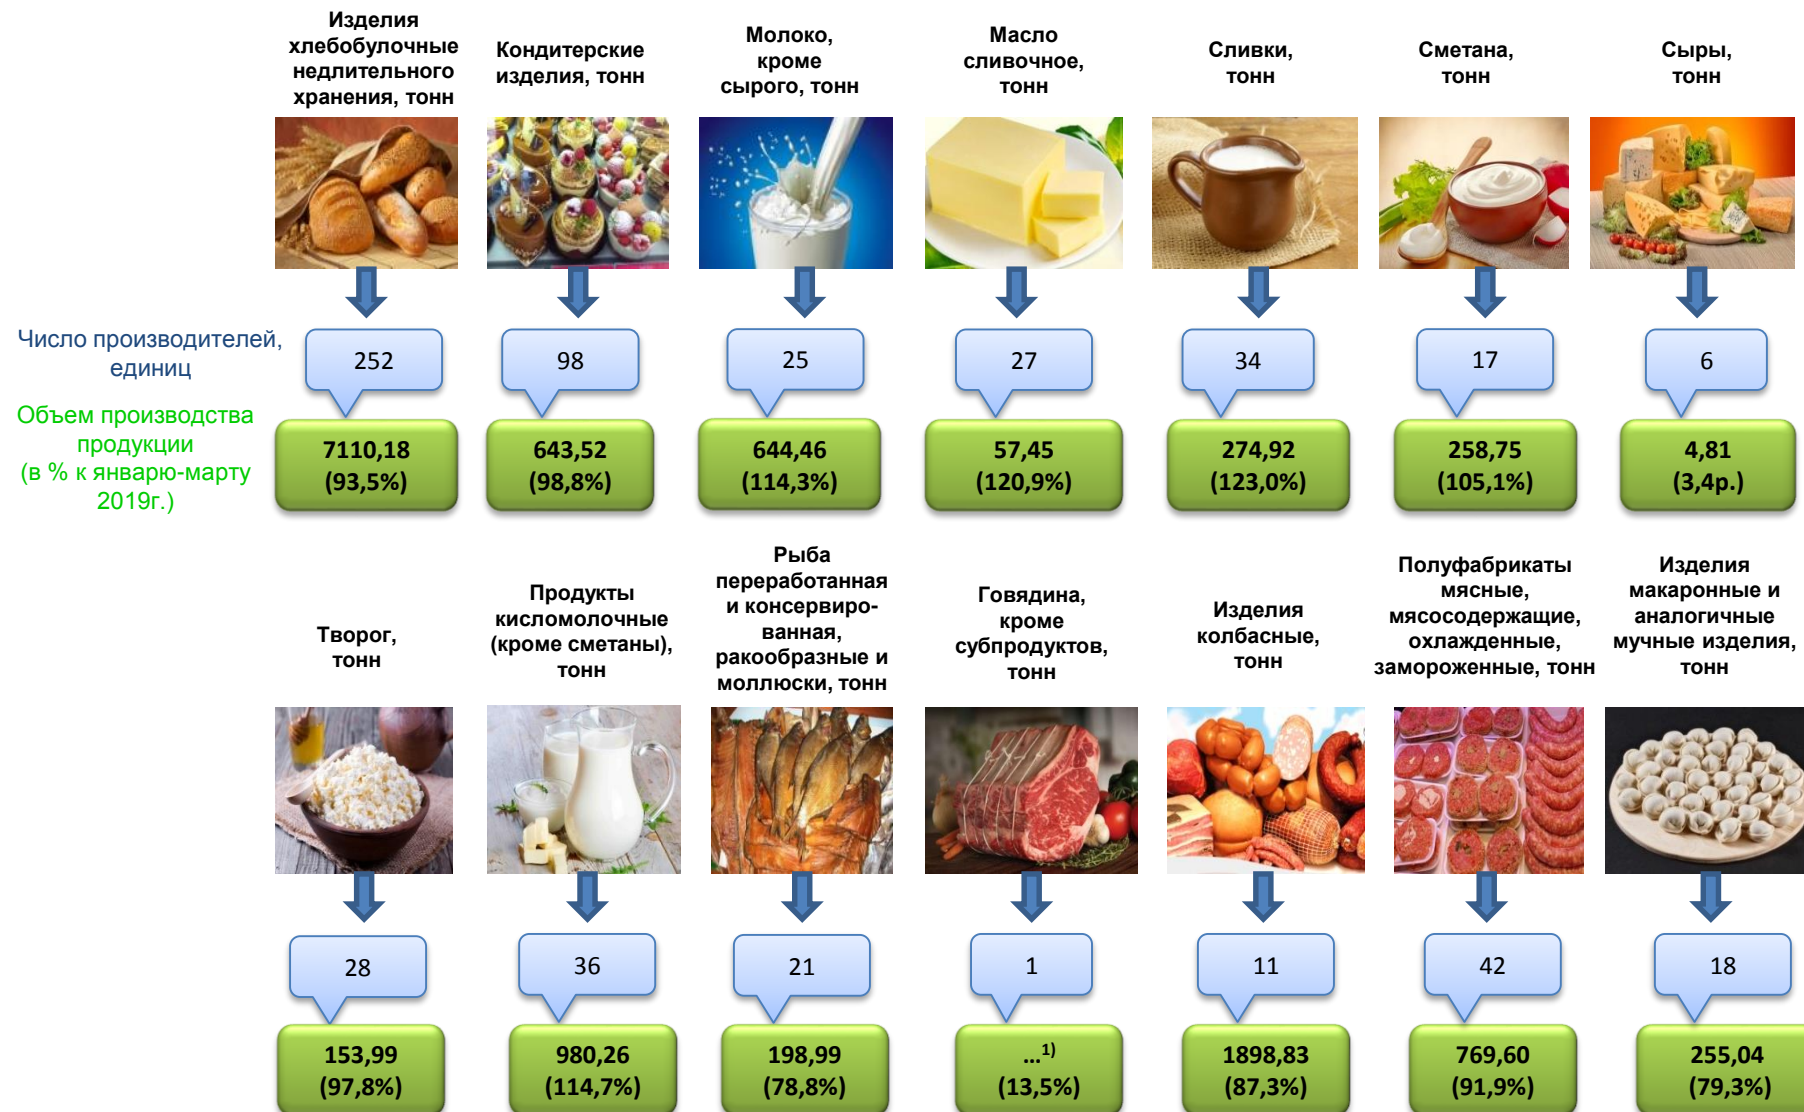 Изделия
хлебобулочные
недлительного
хранения, тонн
Кондитерские
изделия, тонн
Молоко,
кроме
сырого, тонн
Масло
сливочное,
тонн
Сливки,
тонн
Сметана,
тонн
Сыры,
тонн
Число производителей,
единиц
252
98
25
27
34
17
6
Объем производства
продукции
(в % к январю-марту
2019г.)
7110,18
(93,5%)
643,52
(98,8%)
644,46
(114,3%)
57,45
(120,9%)
274,92
(123,0%)
258,75
(105,1%)
4,81
(3,4р.)
Творог,
тонн
Продукты
кисломолочные
(кроме сметаны),
тонн
Рыба
переработанная
и консервиро-
ванная,
ракообразные и
моллюски, тонн
Говядина,
кроме
субпродуктов,
тонн
Изделия
колбасные,
тонн
Полуфабрикаты
мясные,
мясосодержащие,
охлажденные,
замороженные, тонн
Изделия
макаронные и
аналогичные
мучные изделия,
тонн
28
36
21
1
11
42
18
153,99
(97,8%)
980,26
(114,7%)
198,99
(78,8%)
...1)
(13,5%)
1898,83
(87,3%)
769,60
(91,9%)
255,04
(79,3%)